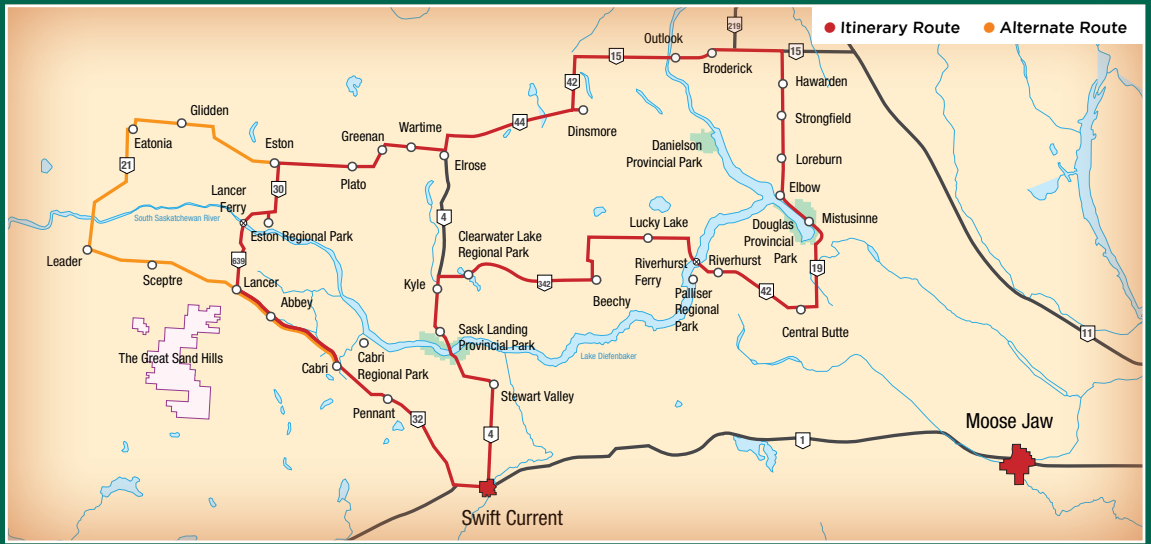 Itinerary Route
Alternate Route
219
Outlook
15
15
Broderick
42
Hawarden
Glidden
44
Strongfield
Eatonia
Eston
Greenan
Wartime
Dinsmore
Danielson
Provincial Park
21
Elrose
Loreburn
Plato
30
Elbow
Lancer
Ferry
South Saskatchewan River
4
Mistusinne
Eston Regional Park
Lucky Lake
Douglas
Provincial
Park
Clearwater Lake
Regional Park
639
Leader
Riverhurst
Ferry
Riverhurst
19
Sceptre
Lancer
Kyle
342
Beechy
42
Palliser
Regional
Park
Abbey
Central Butte
11
Sask Landing
Provincial Park
The Great Sand Hills
Lake Diefenbaker
Cabri
Cabri
Regional Park
Stewart Valley
Pennant
32
4
1
Moose Jaw
Swift Current